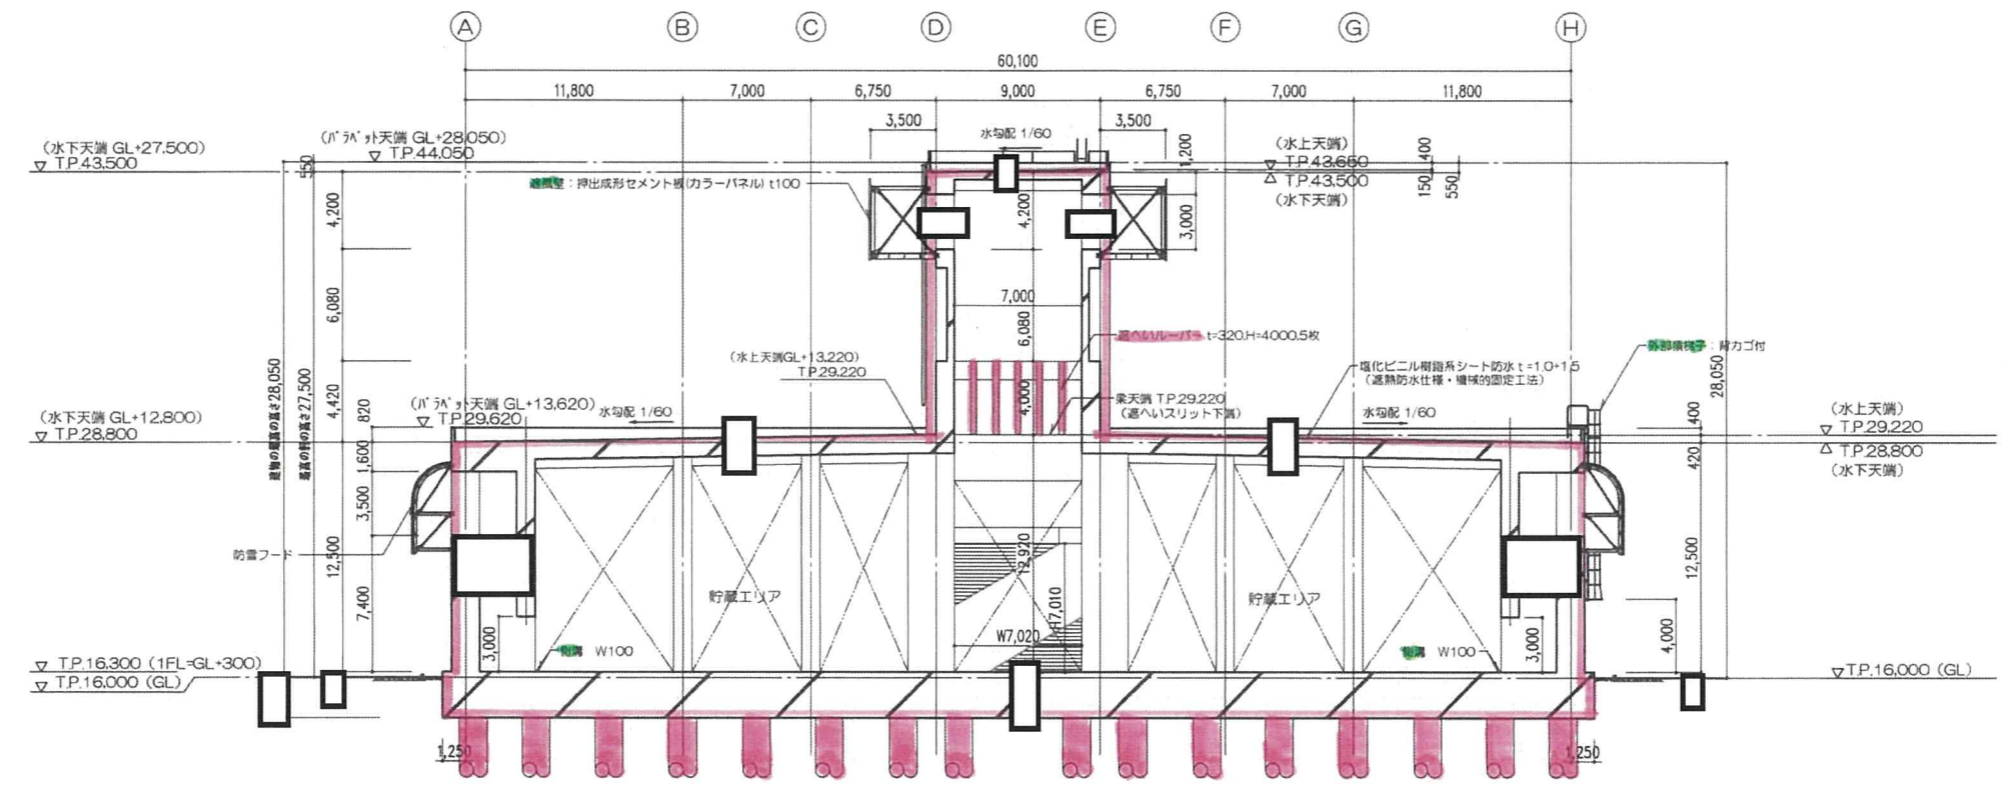 A B C D E F G H
60,100
11,800 7,000 6,750 9,000 6,750 7,000 11,800
3,500 水勾配 1/60 3,500
(水下天端 GL+27,500)
▽ T.P.43,500
(パラペット天端 GL+28,050)
▽ T.P.44,050
(水上天端)
▽ T.P.43,650
△ T.P.43,500
(水下天端)
1,200
400
150
550
550
遮風壁：押出成形セメント板(カラーパネル) t100
4,200
4,200
3,000
6,080
7,000
6,080
遮へいルーバー t=320,H=4000,5枚
外部猿梯子：背カゴ付
28,050
建物の最高の高さ28,050
最高の軒の高さ27,500
(水上天端GL+13,220)
T.P.29,220
塩化ビニル樹脂系シート防水 t=1.0+1.5
(遮熱防水仕様・機械的固定工法)
4,420
820
4,000
梁天端 T.P.29,220
(遮へいスリット下端)
(パラペット天端 GL+13,620)
▽ T.P.29,620
水勾配 1/60
水勾配 1/60
400
(水下天端 GL+12,800)
▽ T.P.28,800
(水上天端)
▽ T.P.29,220
△ T.P.28,800
(水下天端)
1,600
420
3,500
防雪フード
12,500
12,920
12,500
7,400
貯蔵エリア
貯蔵エリア
H7,010
W7,020
3,000
W100
W100
3,000
4,000
▽ T.P.16,300 (1FL=GL+300)
▽ T.P.16,000 (GL)
▽T.P.16,000 (GL)
1,250
1,250